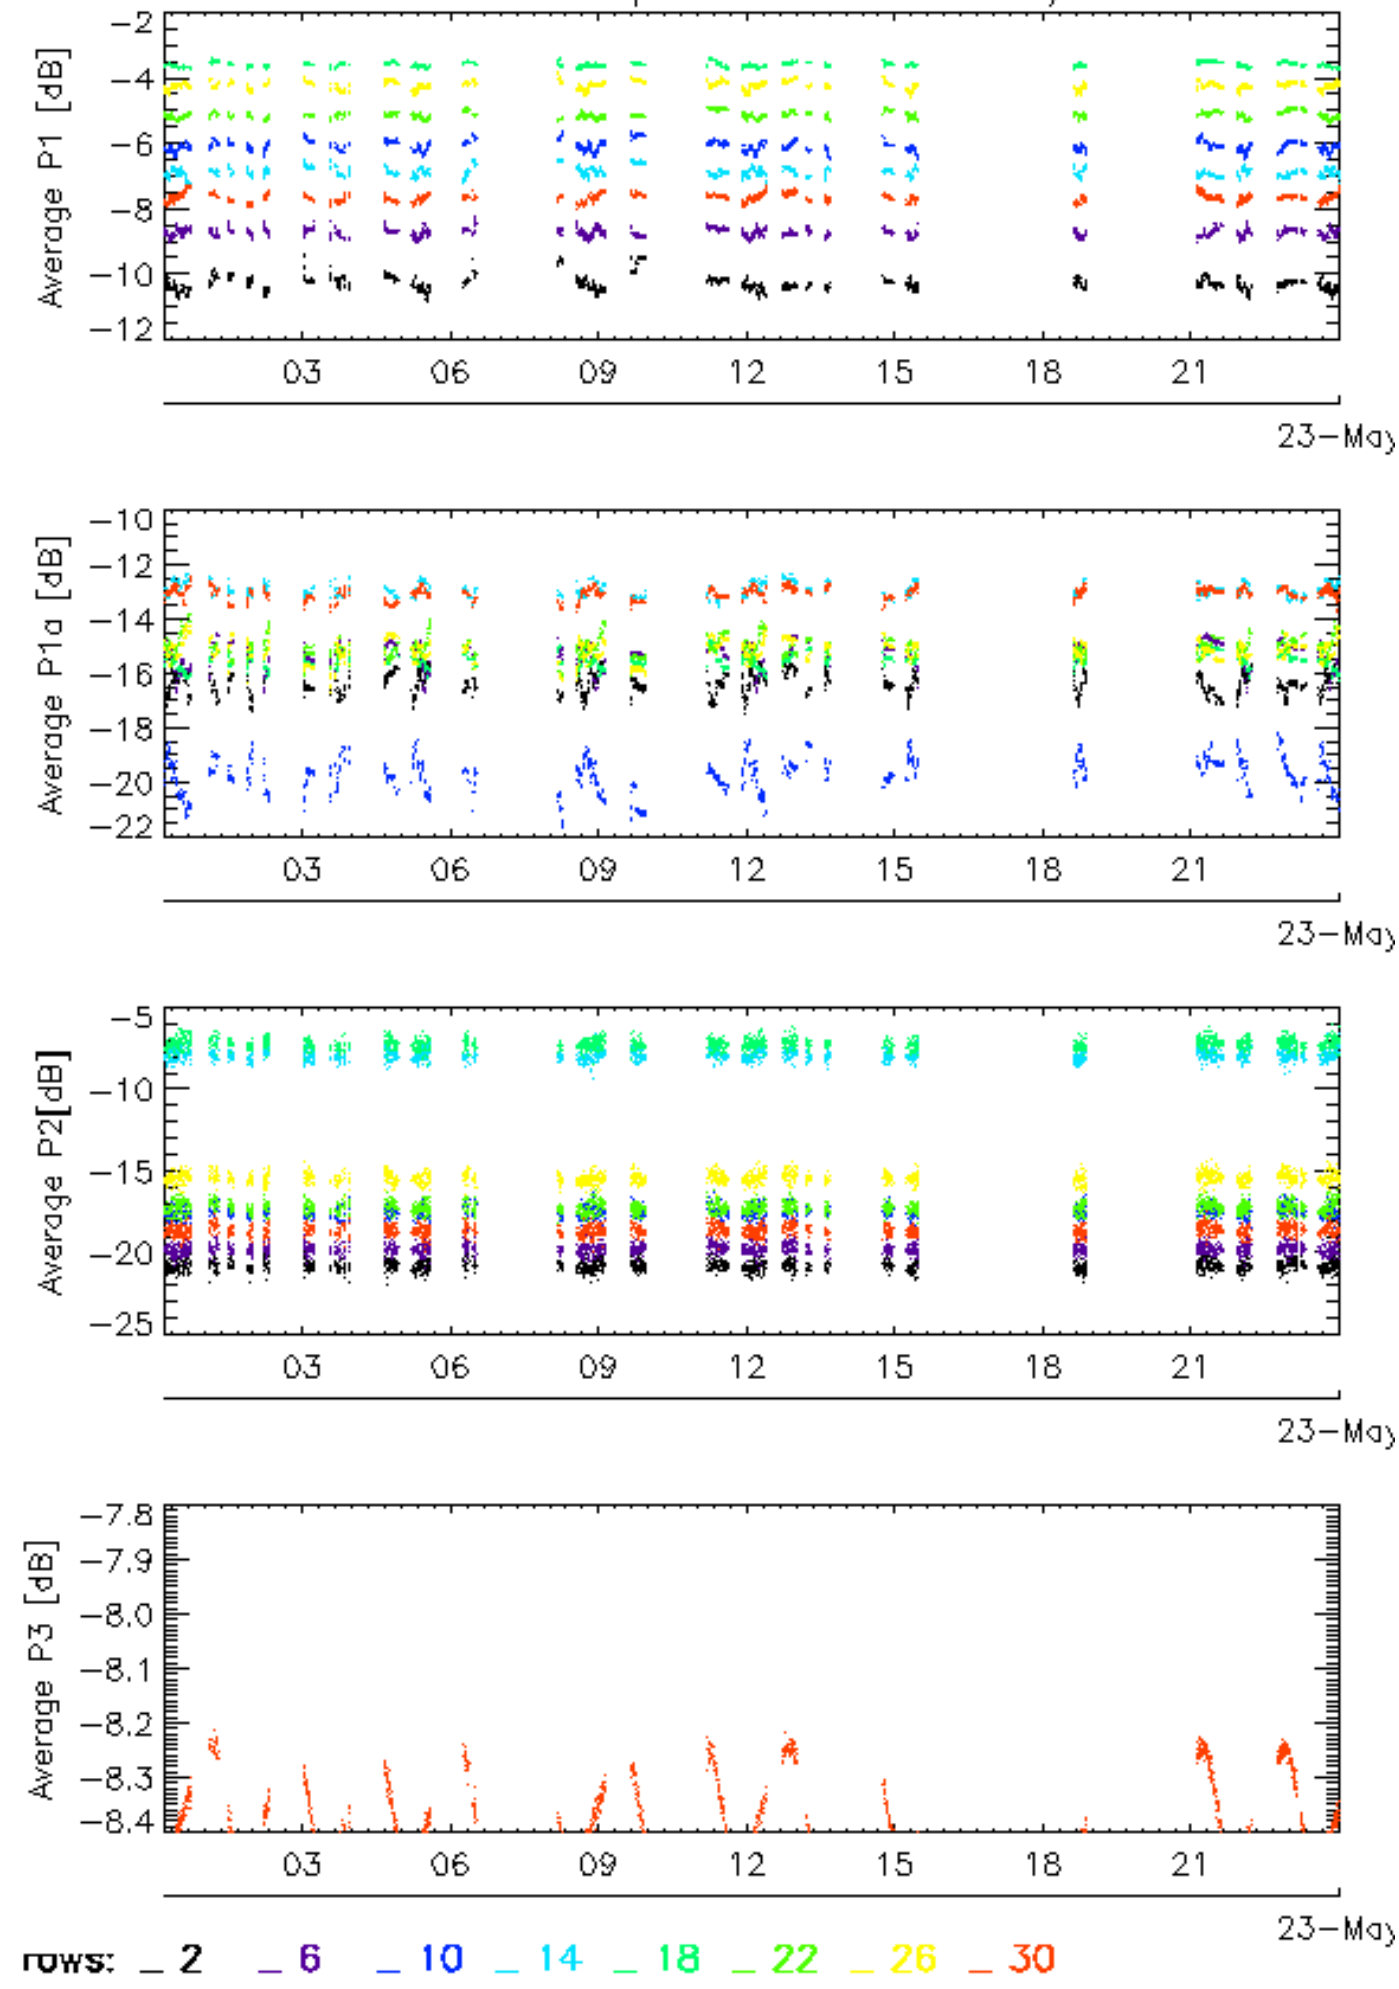 Average P1 [dB]
-2
-4
-6
-8
-10
-12
03 06 09 12 15 18 21
23-May
Average P1a [dB]
-10
-12
-14
-16
-18
-20
-22
03 06 09 12 15 18 21
23-May
Average P2[dB]
-5
-10
-15
-20
-25
03 06 09 12 15 18 21
23-May
Average P3 [dB]
-7.8
-7.9
-8.0
-8.1
-8.2
-8.3
-8.4
03 06 09 12 15 18 21
23-May
rows: _ 2 _ 6 _ 10 _ 14 _ 18 _ 22 _ 26 _ 30